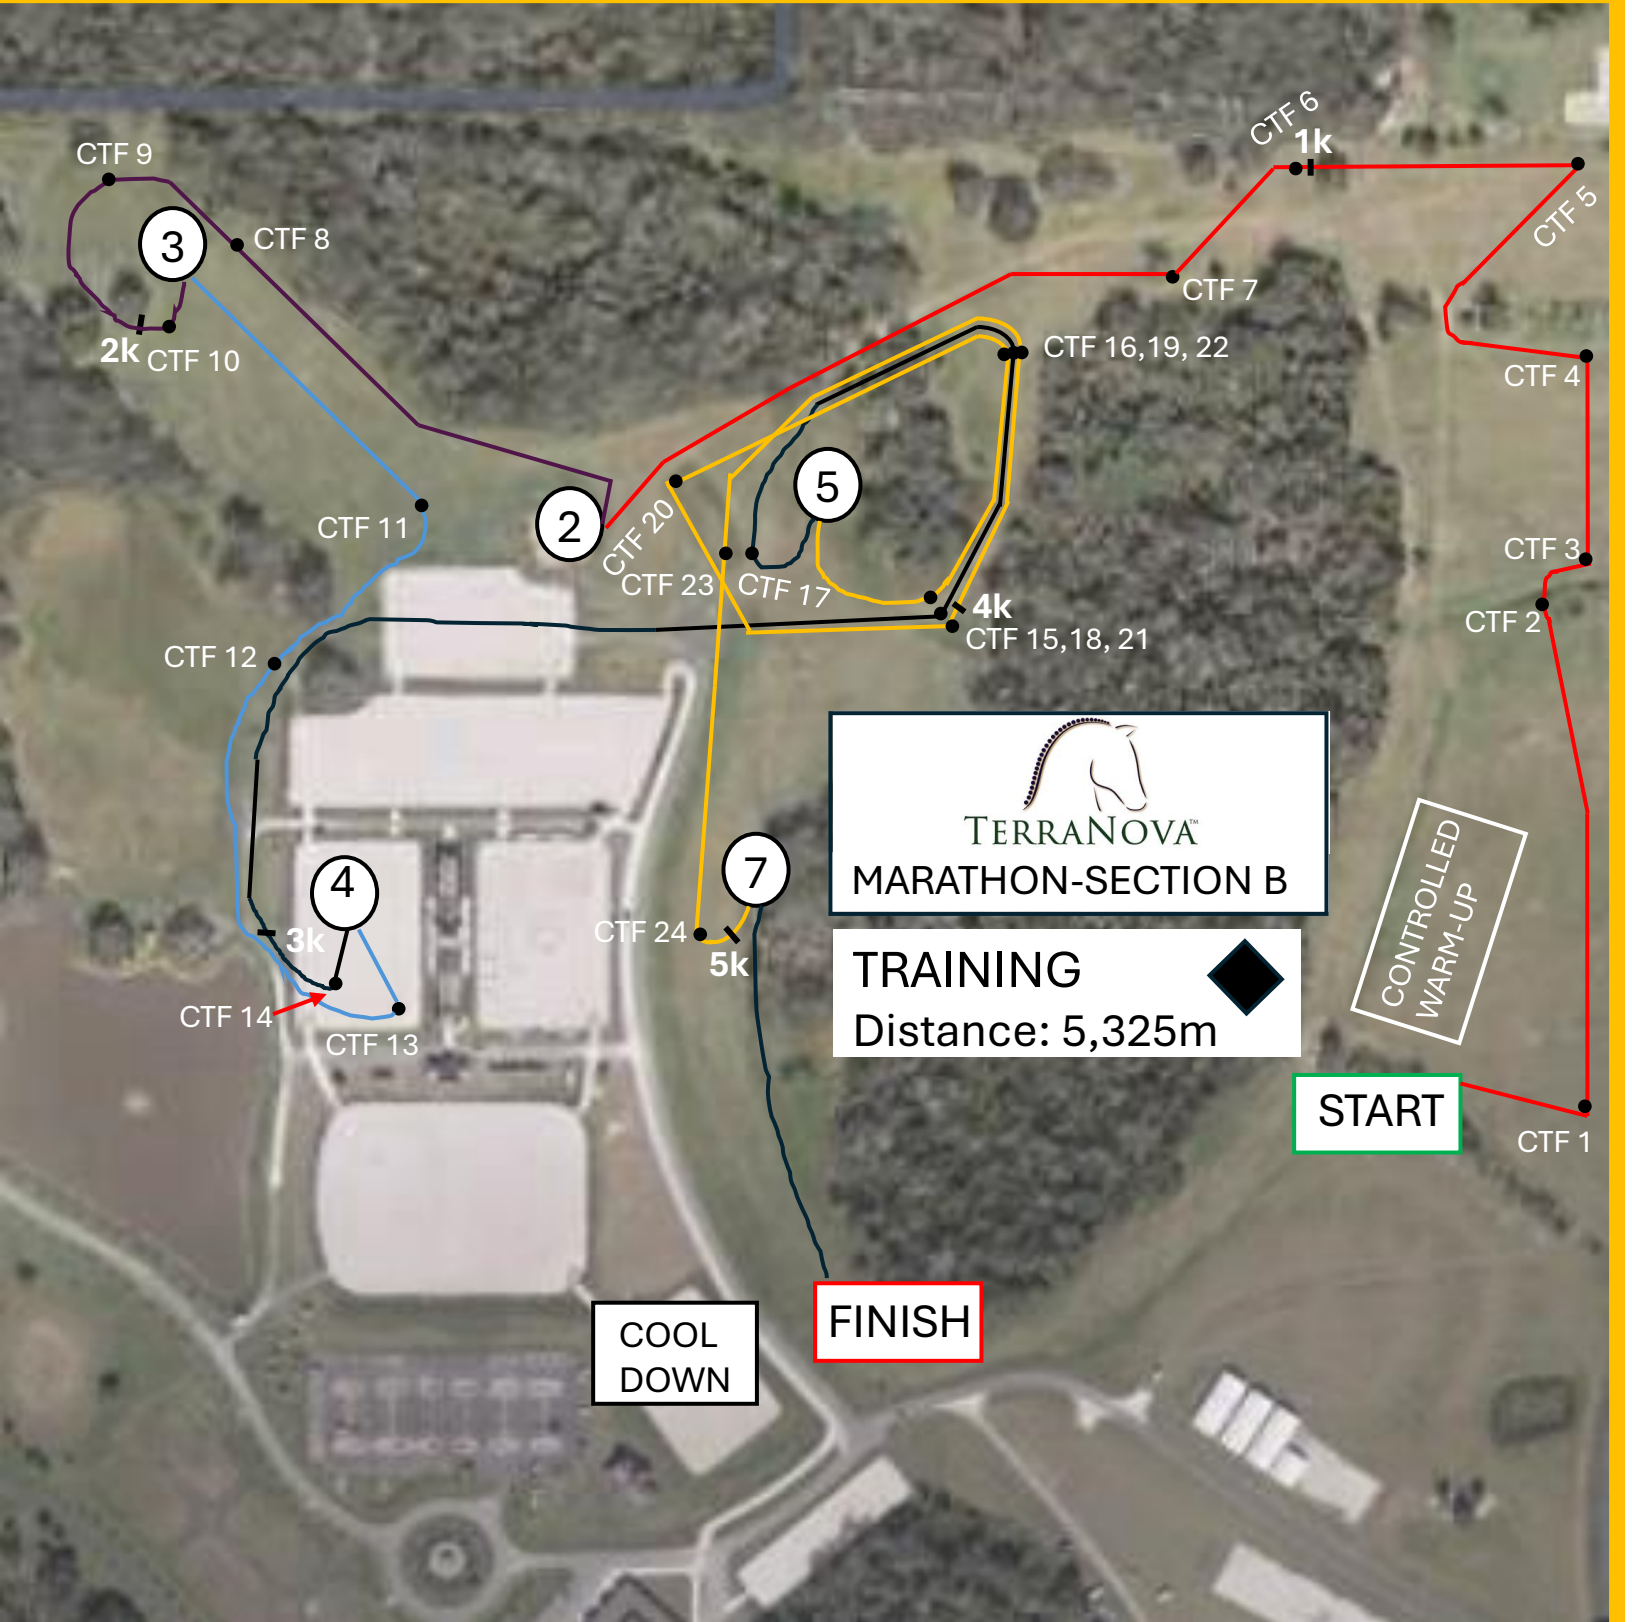 CTF 6
1k
CTF 9
CTF 5
3
CTF 8
CTF 7
2k
CTF 10
CTF 16,19, 22
CTF 4
5
CTF 11
2
CTF 20
CTF 3
CTF 23
CTF 17
4k
CTF 2
CTF 15,18, 21
CTF 12
TERRANOVA™
MARATHON-SECTION B
CONTROLLED
WARM-UP
4
7
3k
CTF 24
5k
TRAINING
Distance: 5,325m
CTF 14
CTF 13
START
CTF 1
COOL
DOWN
FINISH